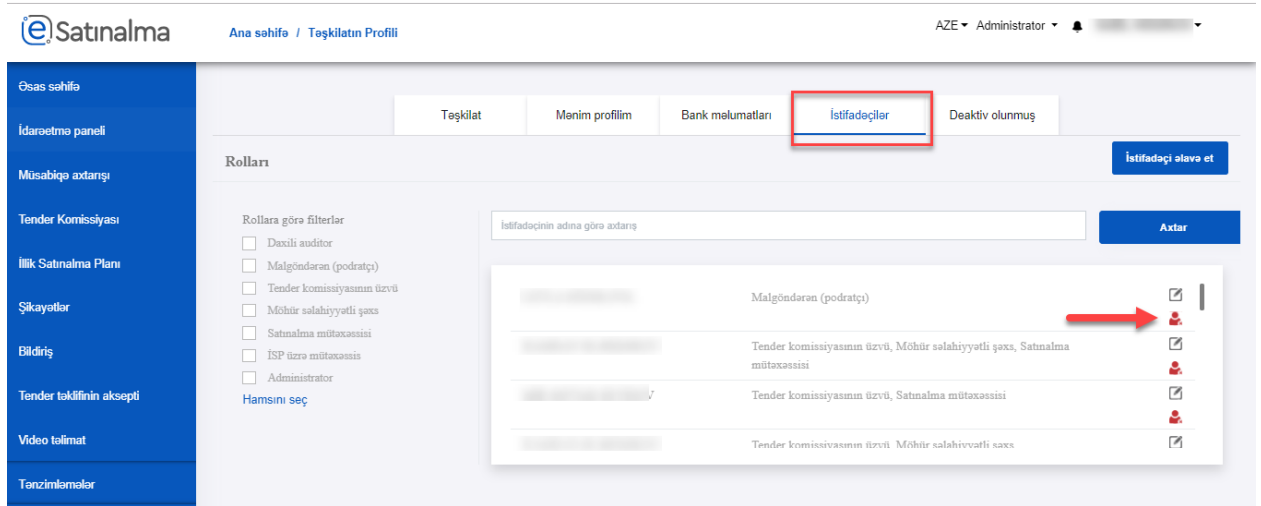 eSatınalma
Ana səhifə / Təşkilatın Profili
AZE Administrator
Əsas səhifə
İdarəetmə paneli
Müsabiqə axtarışı
Tender Komissiyası
İllik Satınalma Planı
Şikayətlər
Bildiriş
Tender təklifinin aksepti
Video təlimat
Tənzimləmələr
Təşkilat
Mənim profilim
Bank məlumatları
İstifadəçilər
Deaktiv olunmuş
Rolları
İstifadəçi əlavə et
Rollara görə filterlər
Daxili auditor
Malgöndərən (podratçı)
Tender komissiyasının üzvü
Möhür səlahiyyətli şəxs
Satınalma mütəxəssisi
İSP üzrə mütəxəssis
Administrator
Hamsını seç
İstifadəçinin adına görə axtarış
Axtar
Malgöndərən (podratçı)
Tender komissiyasının üzvü, Möhür səlahiyyətli şəxs, Satınalma
mütəxəssisi
Tender komissiyasının üzvü, Satınalma mütəxəssisi
Tender komissiyasının üzvü, Möhür səlahiyyətli şəxs